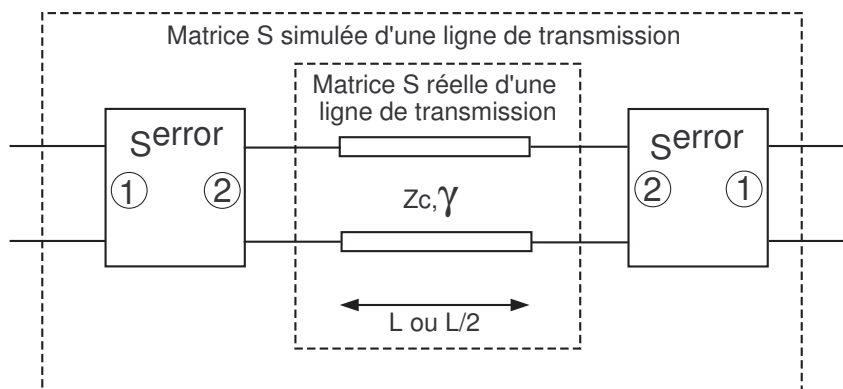 Matrice S simulée d'une ligne de transmission
Matrice S réelle d'une
ligne de transmission
Serror
Serror
1
2
Zc,γ
2
1
L ou L/2